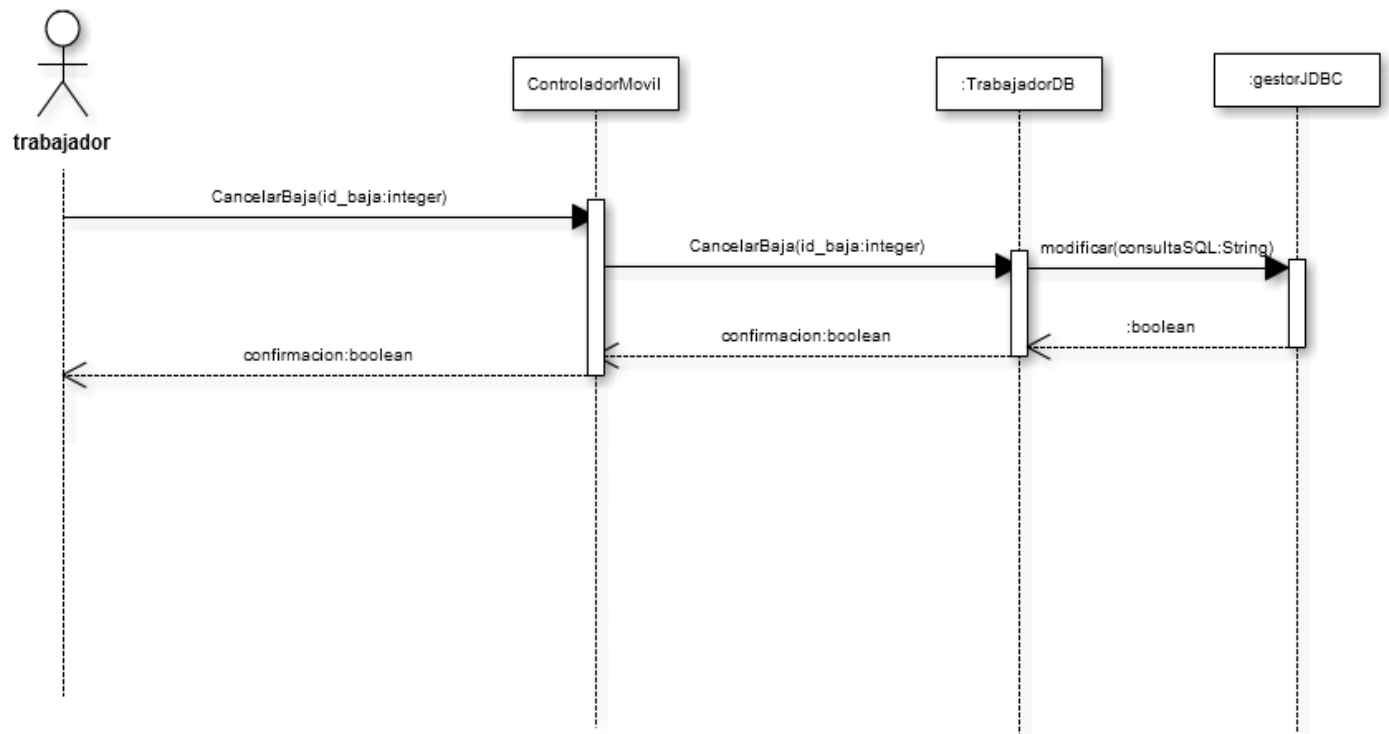 trabajador
ControladorMovil
:TrabajadorDB
:gestorJDBC
CancelarBaja(id_baja:integer)
CancelarBaja(id_baja:integer)
modificar(consultaSQL:String)
:boolean
confirmacion:boolean
confirmacion:boolean